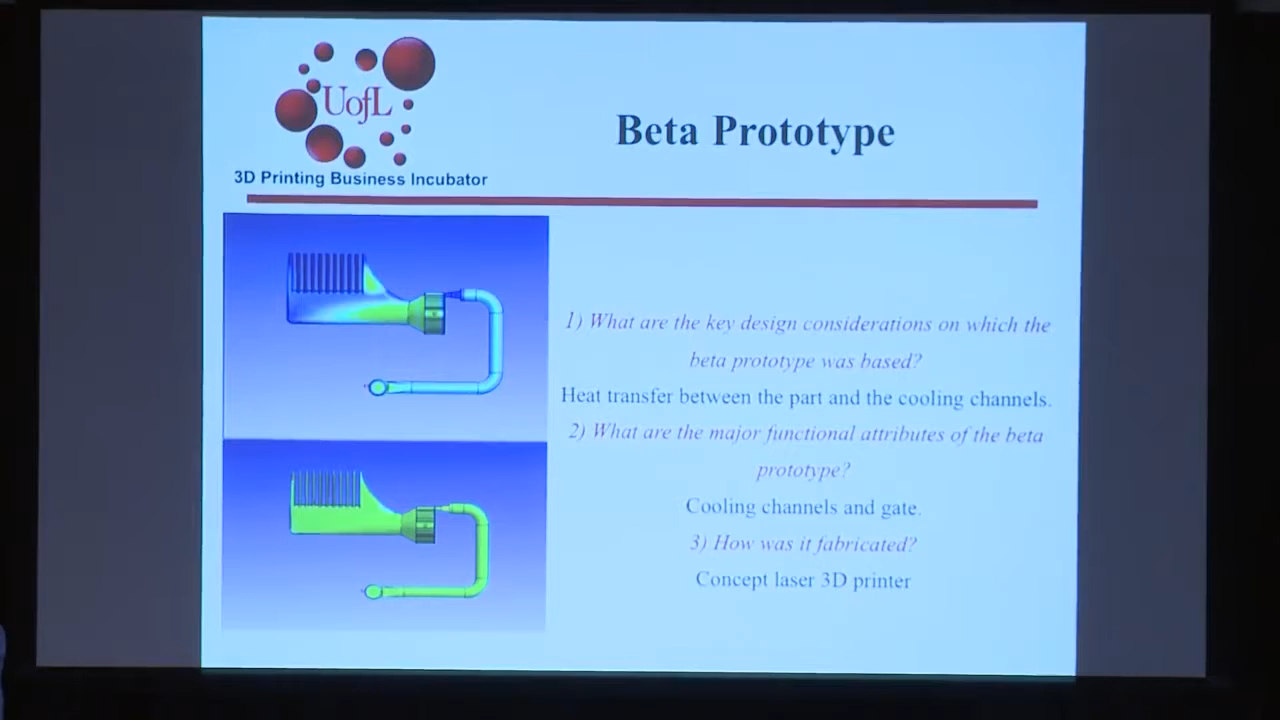 UofL
3D Printing Business Incubator
Beta Prototype
1) What are the key design considerations on which the
beta prototype was based?
Heat transfer between the part and the cooling channels.
2) What are the major functional attributes of the beta
prototype?
Cooling channels and gate.
3) How was it fabricated?
Concept laser 3D printer